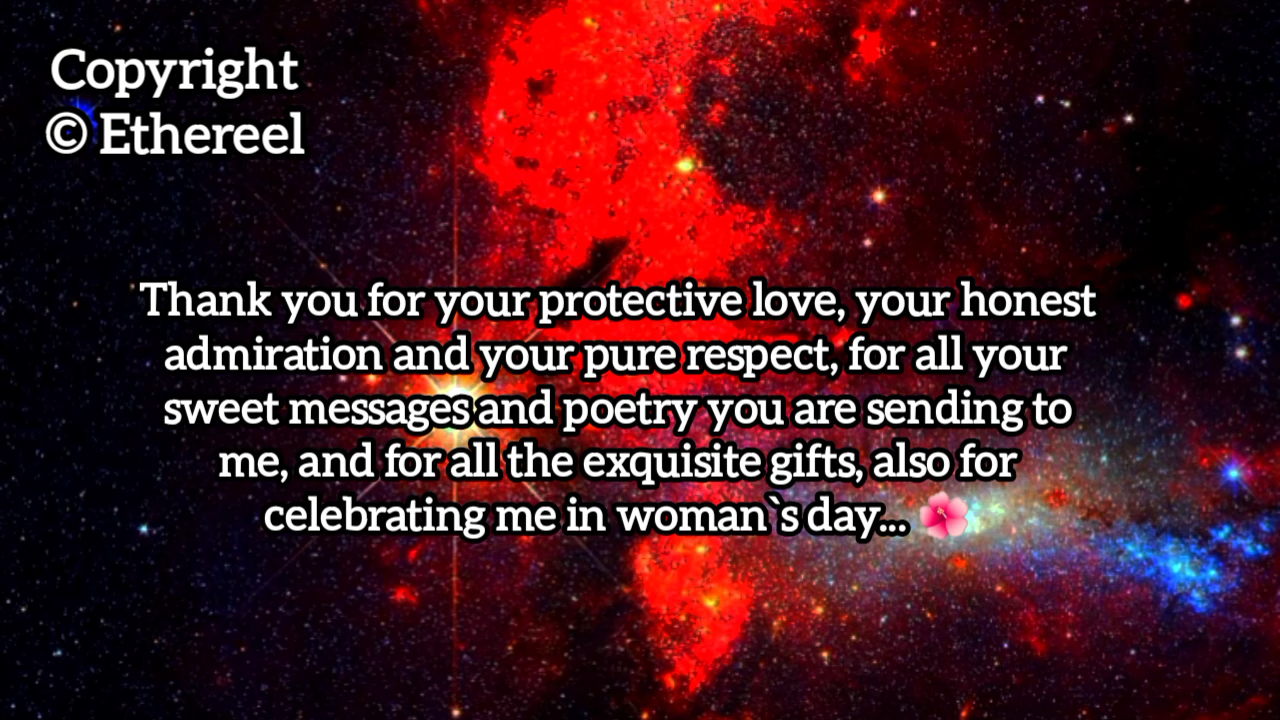 Copyright
© Ethereel
Thank you for your protective love, your honest
admiration and your pure respect, for all your
sweet messages and poetry you are sending to
me, and for all the exquisite gifts, also for
celebrating me in woman`s day... 🌺